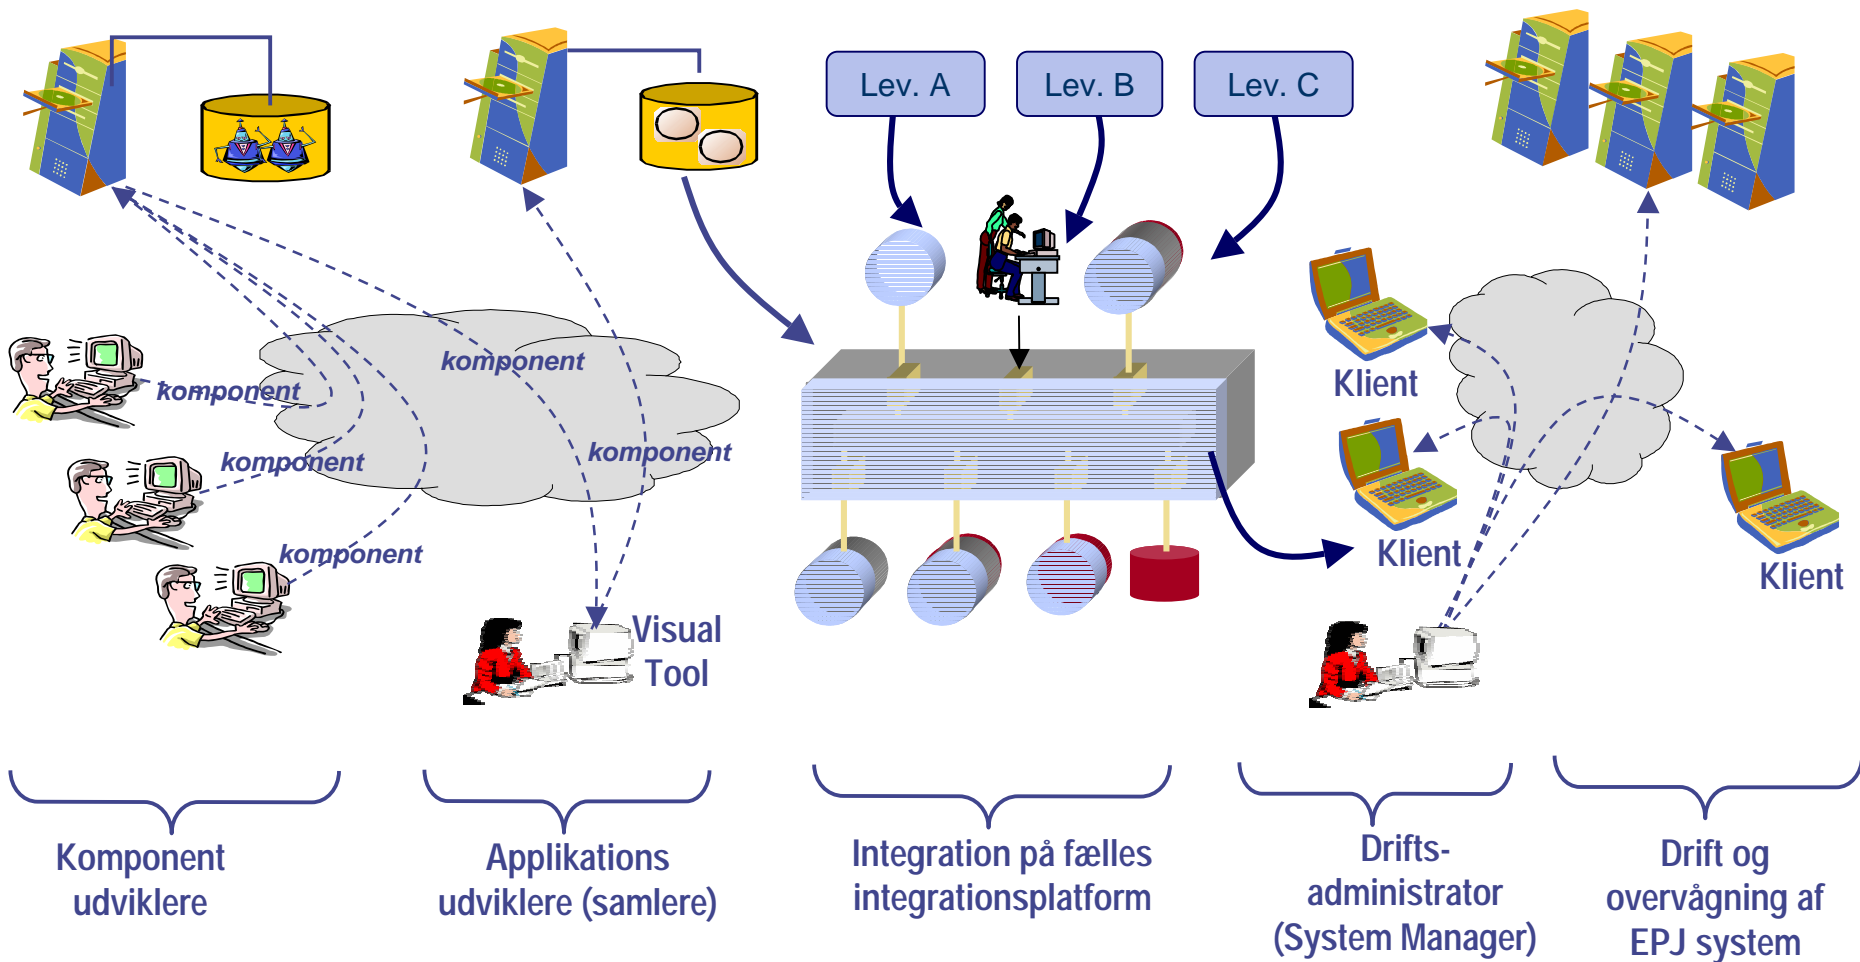 Lev. A
Lev. B
Lev. C
komponent
komponent
komponent
komponent
komponent
Visual
Tool
Klient
Klient
Klient
Komponent
udviklere
Applikations
udviklere (samlere)
Integration på fælles
integrationsplatform
Drifts-
administrator
(System Manager)
Drift og
overvågning af
EPJ system